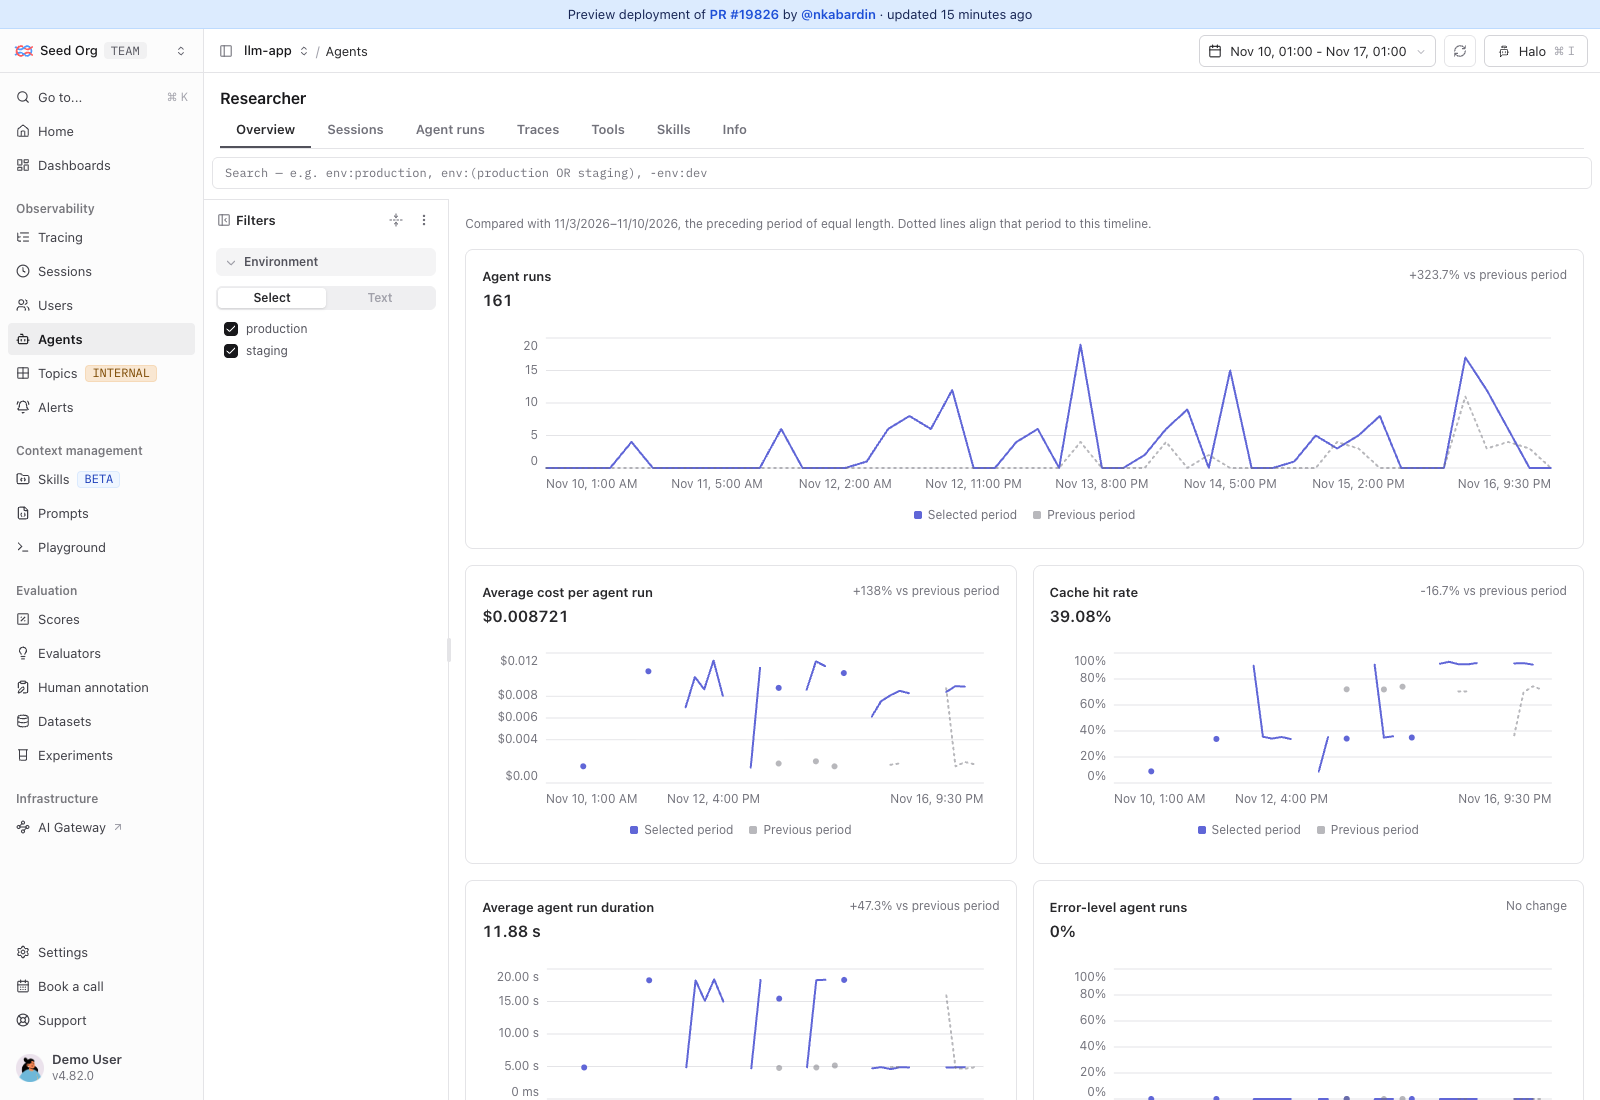 Preview deployment of PR #19826 by @nkabardin · updated 15 minutes ago
Seed Org TEAM
llm-app / Agents
Nov 10, 01:00 - Nov 17, 01:00
Halo ⌘ I
Go to... ⌘ K
Home
Dashboards
Observability
Tracing
Sessions
Users
Agents
Topics INTERNAL
Alerts
Context management
Skills BETA
Prompts
Playground
Evaluation
Scores
Evaluators
Human annotation
Datasets
Experiments
Infrastructure
AI Gateway
Settings
Book a call
Support
Demo User
v4.82.0
Researcher
Overview Sessions Agent runs Traces Tools Skills Info
Search — e.g. env:production, env:(production OR staging), -env:dev
Filters
Environment
Select Text
production
staging
Compared with 11/3/2026–11/10/2026, the preceding period of equal length. Dotted lines align that period to this timeline.
Agent runs +323.7% vs previous period
161
20
15
10
5
0
Nov 10, 1:00 AM Nov 11, 5:00 AM Nov 12, 2:00 AM Nov 12, 11:00 PM Nov 13, 8:00 PM Nov 14, 5:00 PM Nov 15, 2:00 PM Nov 16, 9:30 PM
Selected period Previous period
Average cost per agent run +138% vs previous period
$0.008721
$0.012
$0.008
$0.006
$0.004
$0.00
Nov 10, 1:00 AM Nov 12, 4:00 PM Nov 16, 9:30 PM
Selected period Previous period
Cache hit rate -16.7% vs previous period
39.08%
100%
80%
60%
40%
20%
0%
Nov 10, 1:00 AM Nov 12, 4:00 PM Nov 16, 9:30 PM
Selected period Previous period
Average agent run duration +47.3% vs previous period
11.88 s
20.00 s
15.00 s
10.00 s
5.00 s
0 ms
Error-level agent runs No change
0%
100%
80%
60%
40%
20%
0%